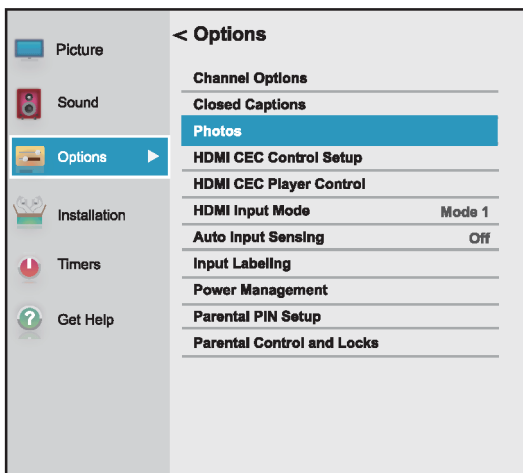 Picture
Sound
Options
Installation
Timers
Get Help
< Options
Channel Options
Closed Captions
Photos
HDMI CEC Control Setup
HDMI CEC Player Control
HDMI Input Mode Mode 1
Auto Input Sensing Off
Input Labeling
Power Management
Parental PIN Setup
Parental Control and Locks